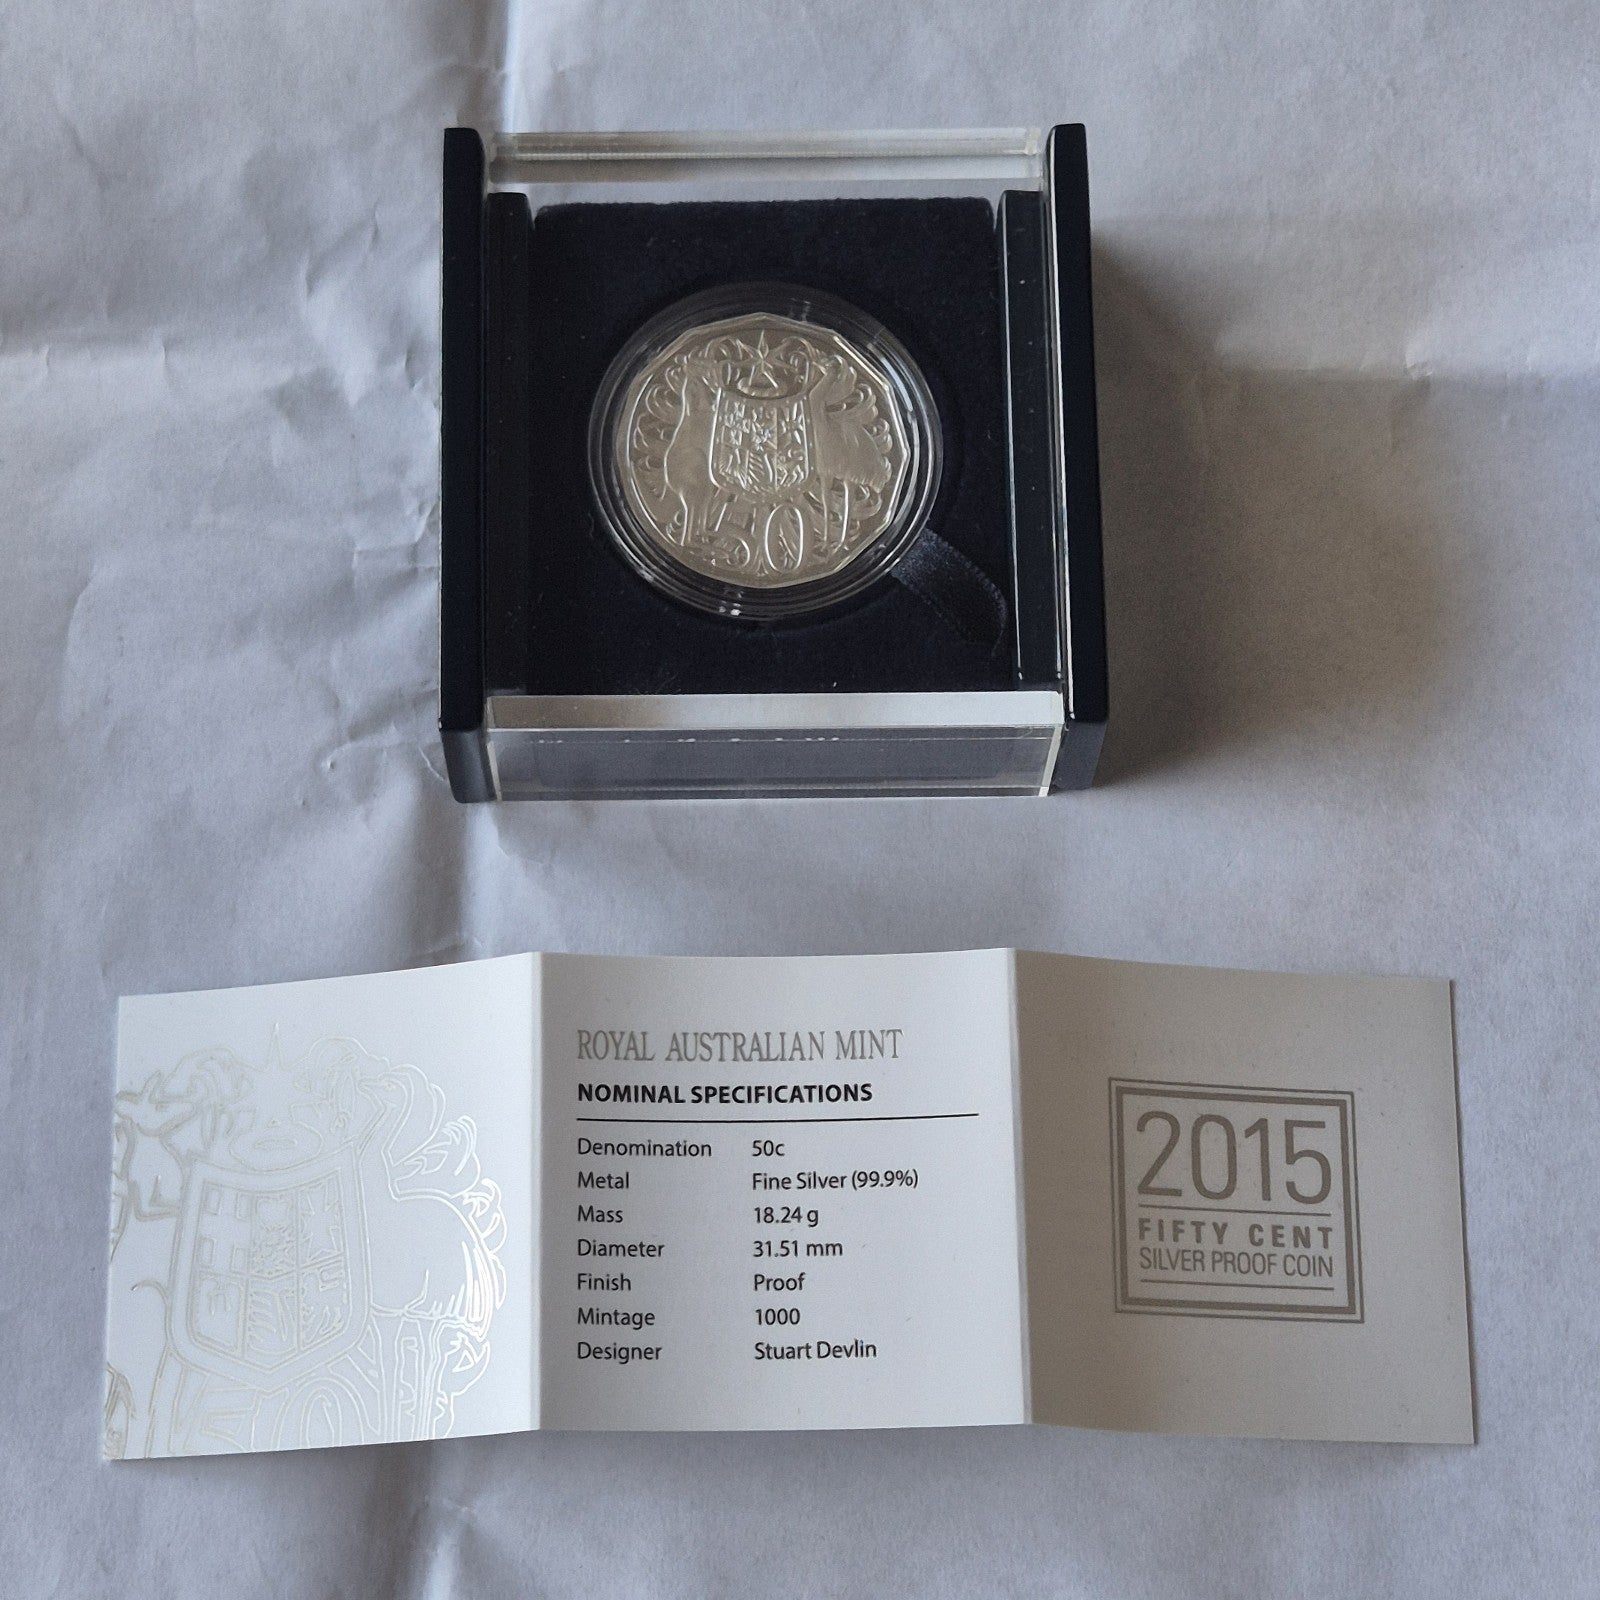 50
ROYAL AUSTRALIAN MINT
NOMINAL SPECIFICATIONS
Denomination 50c
Metal Fine Silver (99.9%)
Mass 18.24 g
Diameter 31.51 mm
Finish Proof
Mintage 1000
Designer Stuart Devlin
2015
FIFTY CENT
SILVER PROOF COIN